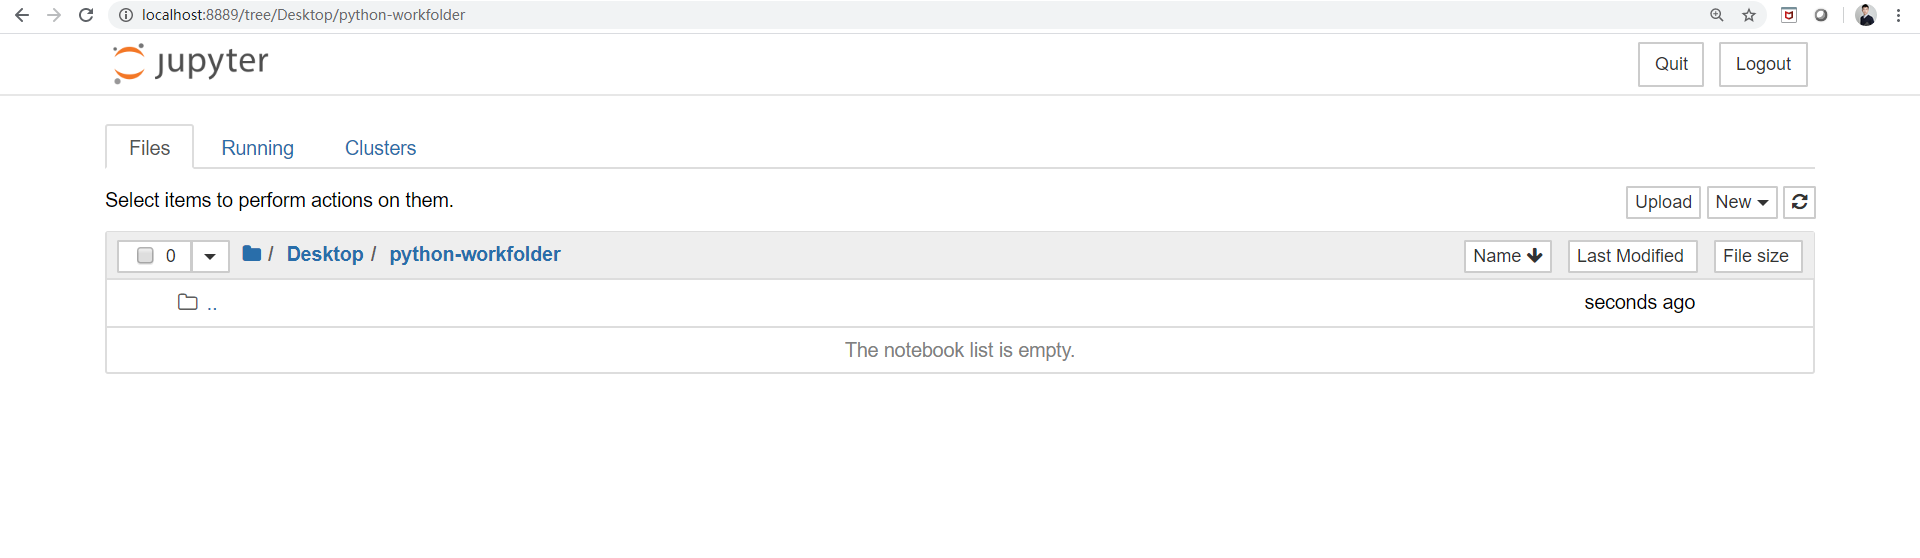 localhost:8889/tree/Desktop/python-workfolder
jupyter
Quit
Logout
Files
Running
Clusters
Select items to perform actions on them.
Upload
New
0
/ Desktop / python-workfolder
Name
Last Modified
File size
..
seconds ago
The notebook list is empty.